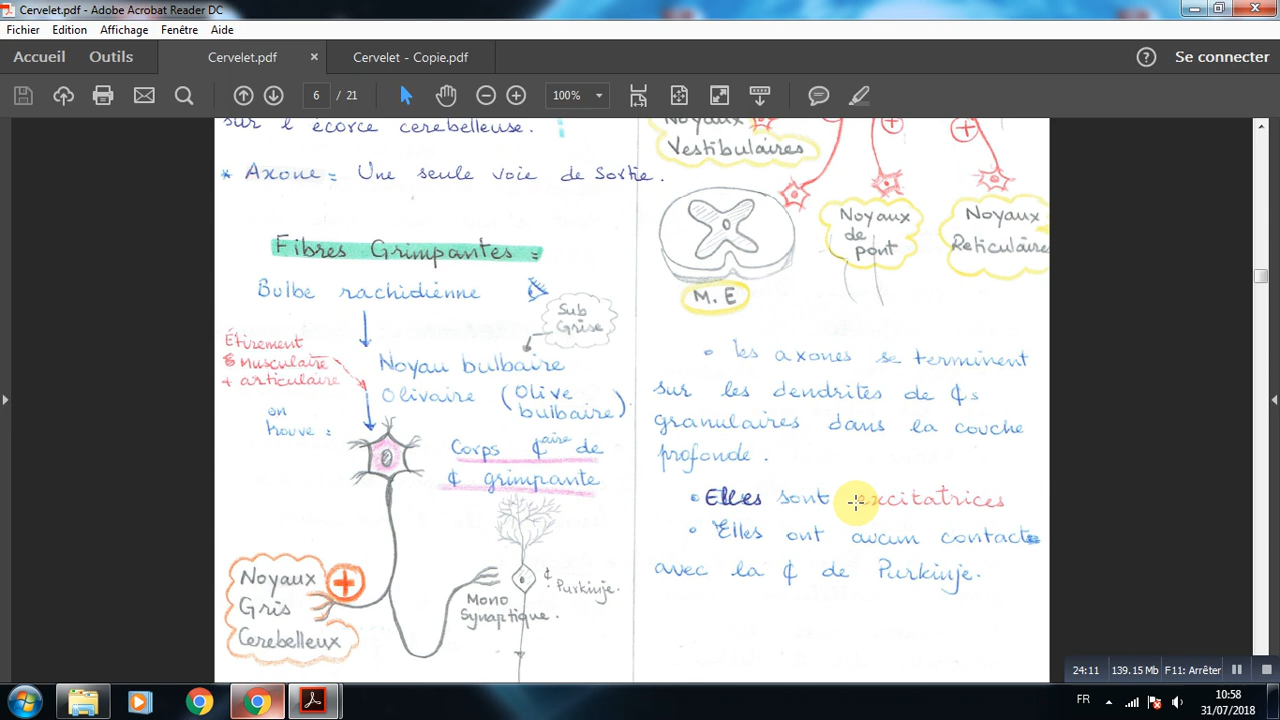 Cervelet.pdf - Adobe Acrobat Reader DC
Fichier Edition Affichage Fenêtre Aide
Accueil Outils Cervelet.pdf × Cervelet - Copie.pdf ? Se connecter
6 / 21 100%
sur l'écorce cerebelleuse.
* Axone = Une seule voie de sortie.
Fibres Grimpantes =
Bulbe rachidiènne
Sub
Grise
Étirement
musculaire
+ articulaire
Noyau bulbaire
Olivaire (Olive
bulbaire)
on
trouve :
Corps ¢aire de
¢ grimpante
Noyaux
Gris
Cerebelleux
+
Mono
Synaptique.
¢
Purkinje.
Noyaux
Vestibulaires
+ +
Noyaux
de
pont
Noyaux
Reticulaires
M.E
• les axones se terminent
sur les dendrites de ¢s
granulaires dans la couche
profonde.
• Elles sont excitatrices
• Elles ont aucun contact
avec la ¢ de Purkinje.
24:11 139.15 Mb F11: Arrêter
FR
10:58
31/07/2018